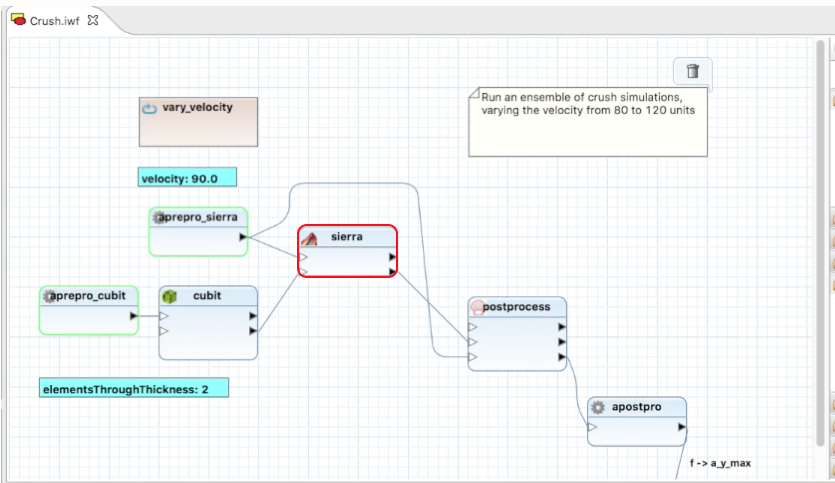 Crush.iwf
vary_velocity
Run an ensemble of crush simulations,
varying the velocity from 80 to 120 units
velocity: 90.0
aprepro_sierra
sierra
aprepro_cubit
cubit
postprocess
elementsThroughThickness: 2
apostpro
f -> a_y_max